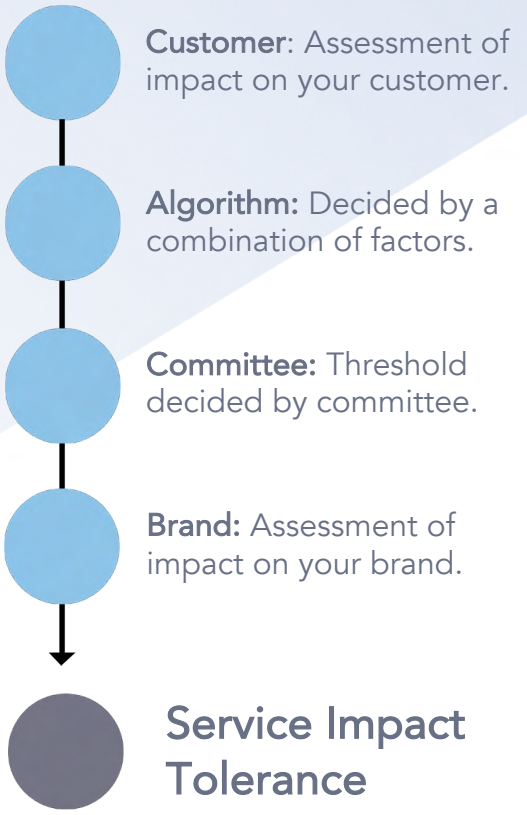 Customer: Assessment of
impact on your customer.
Algorithm: Decided by a
combination of factors.
Committee: Threshold
decided by committee.
Brand: Assessment of
impact on your brand.
Service Impact
Tolerance